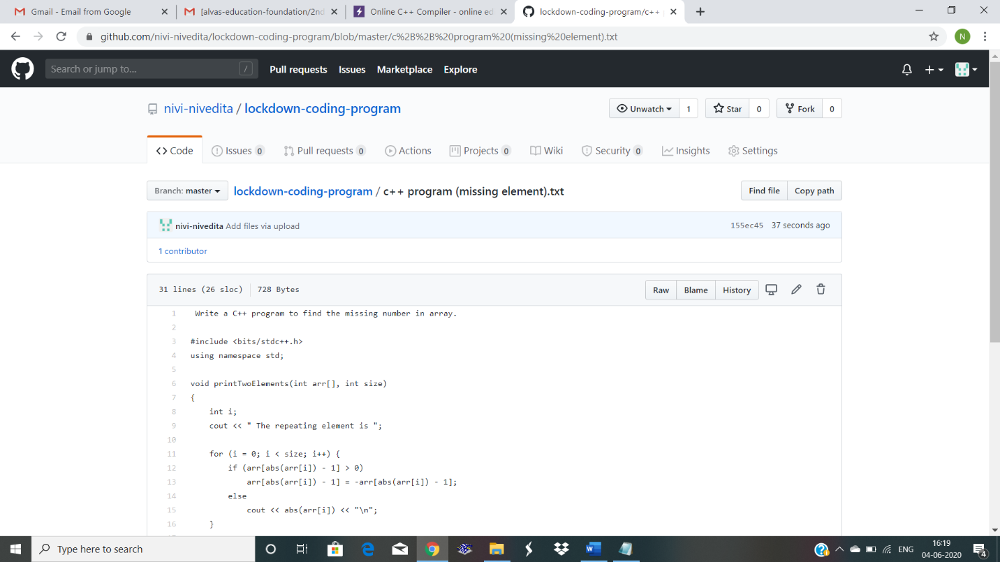 Gmail - Email from Google
[alvas-education-foundation/2nd
Online C++ Compiler - online ed
lockdown-coding-program/c++ p
github.com/nivi-nivedita/lockdown-coding-program/blob/master/c%2B%2B%20program%20(missing%20element).txt
N
Search or jump to... /
Pull requests Issues Marketplace Explore
nivi-nivedita / lockdown-coding-program
Unwatch 1 Star 0 Fork 0
Code Issues 0 Pull requests 0 Actions Projects 0 Wiki Security 0 Insights Settings
Branch: master lockdown-coding-program / c++ program (missing element).txt Find file Copy path
nivi-nivedita Add files via upload 155ec45 37 seconds ago
1 contributor
31 lines (26 sloc) 728 Bytes Raw Blame History
1 Write a C++ program to find the missing number in array.
2
3 #include <bits/stdc++.h>
4 using namespace std;
5
6 void printTwoElements(int arr[], int size)
7 {
8     int i;
9     cout << " The repeating element is ";
10
11     for (i = 0; i < size; i++) {
12         if (arr[abs(arr[i]) - 1] > 0)
13             arr[abs(arr[i]) - 1] = -arr[abs(arr[i]) - 1];
14         else
15             cout << abs(arr[i]) << "\n";
16     }
Type here to search
ENG
16:19
04-06-2020
4